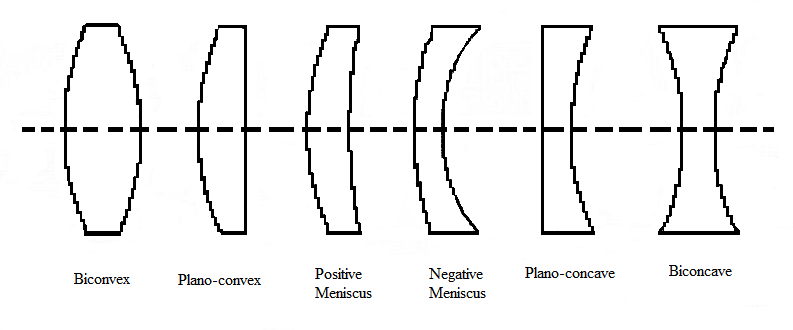 Biconvex
Plano-convex
Positive
Meniscus
Negative
Meniscus
Plano-concave
Biconcave